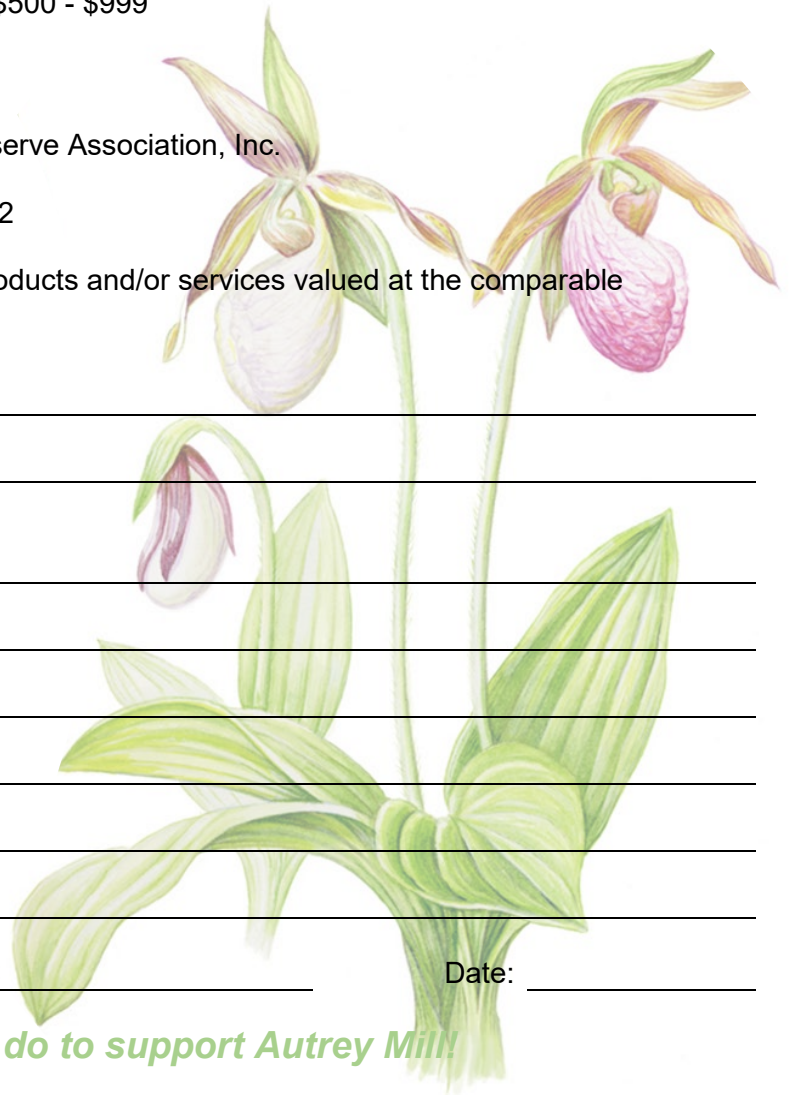 $500 - $999
serve Association, Inc.
2
oducts and/or services valued at the comparable
Date:
do to support Autrey Mill!